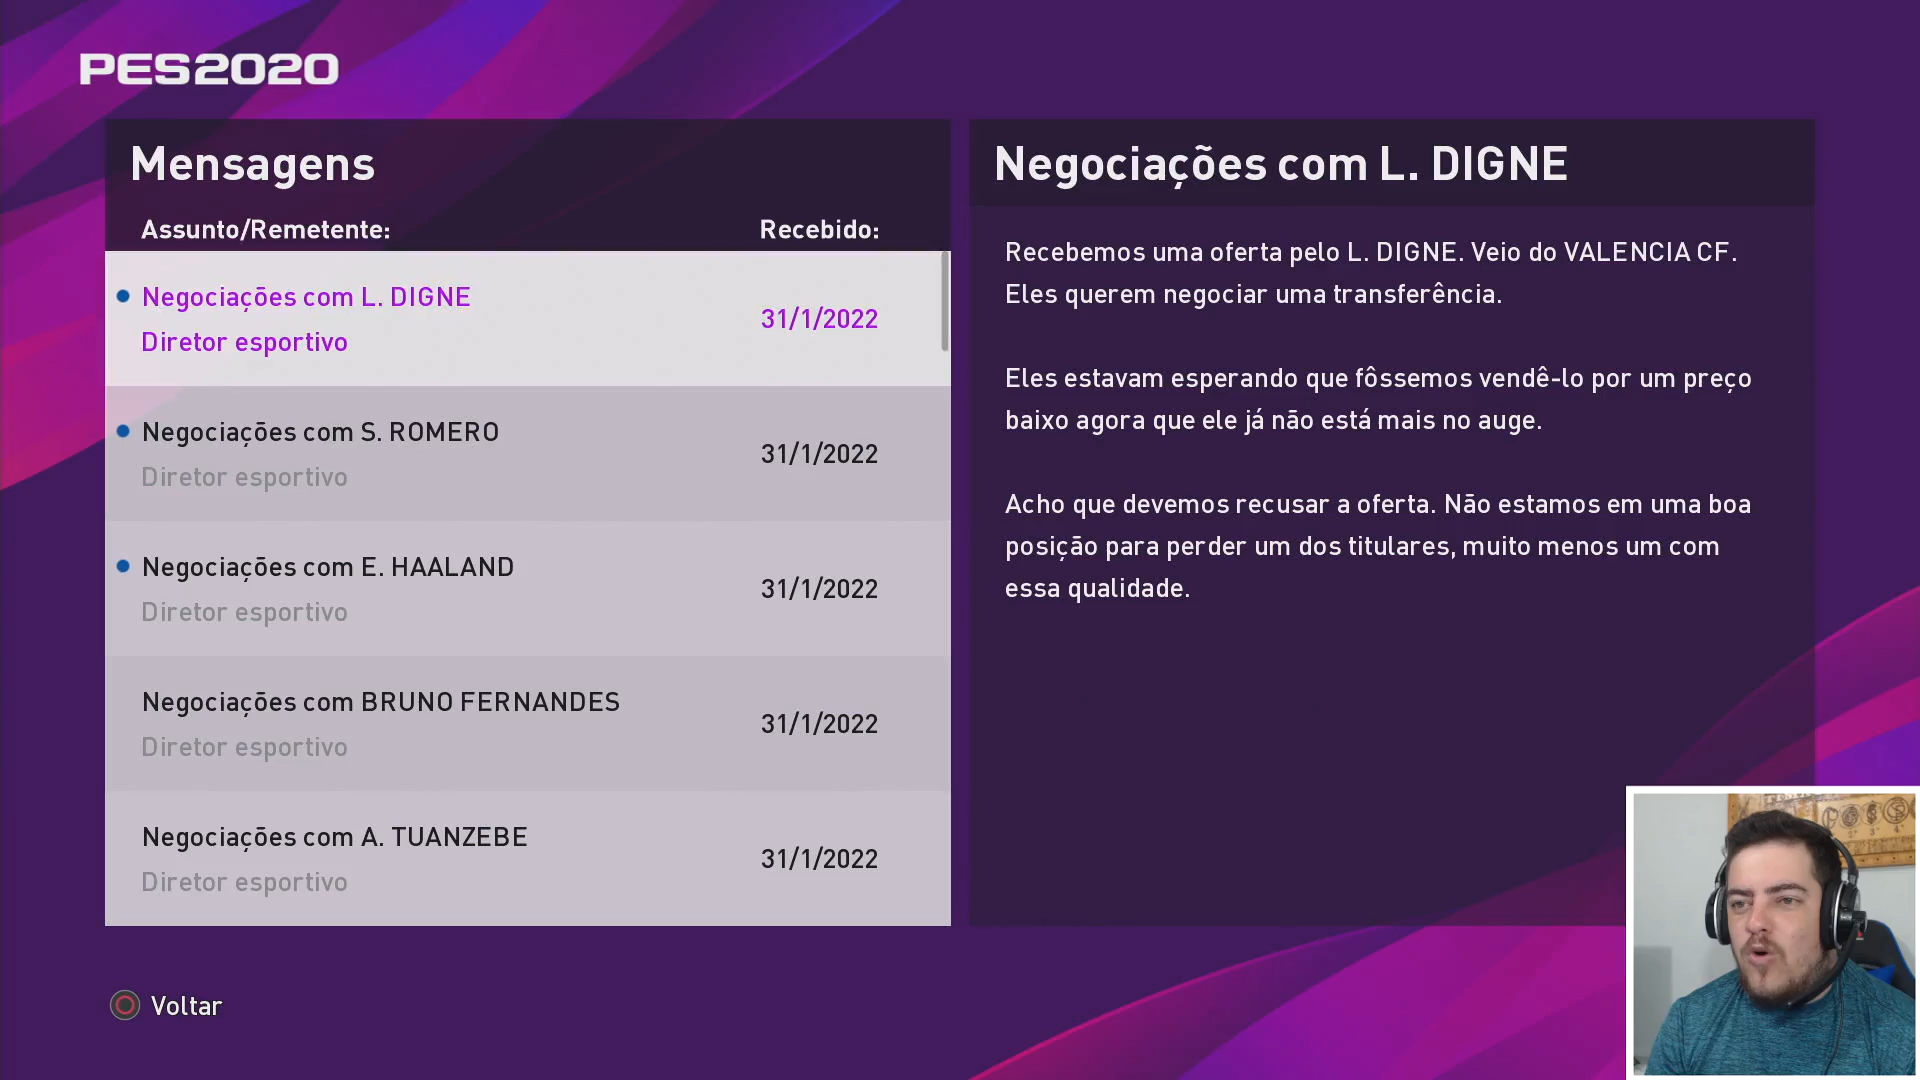 PES2020
Mensagens
Assunto/Remetente:
Recebido:
Negociações com L. DIGNE
Diretor esportivo
31/1/2022
Negociações com S. ROMERO
Diretor esportivo
31/1/2022
Negociações com E. HAALAND
Diretor esportivo
31/1/2022
Negociações com BRUNO FERNANDES
Diretor esportivo
31/1/2022
Negociações com A. TUANZEBE
Diretor esportivo
31/1/2022
Negociações com L. DIGNE
Recebemos uma oferta pelo L. DIGNE. Veio do VALENCIA CF.
Eles querem negociar uma transferência.
Eles estavam esperando que fôssemos vendê-lo por um preço
baixo agora que ele já não está mais no auge.
Acho que devemos recusar a oferta. Não estamos em uma boa
posição para perder um dos titulares, muito menos um com
essa qualidade.
Voltar